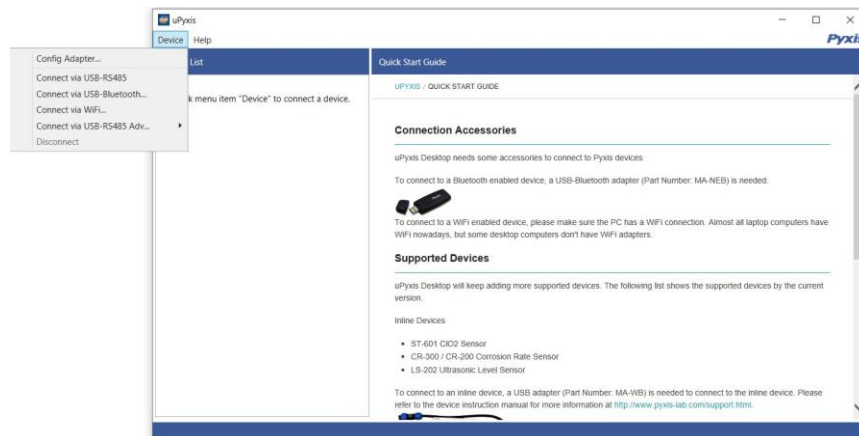 uPyxis
Device Help
Pyxis
Config Adapter...
Connect via USB-RS485
Connect via USB-Bluetooth...
Connect via WiFi...
Connect via USB-RS485 Adv...
Disconnect
List
menu item "Device" to connect a device.
Quick Start Guide
UPYXIS / QUICK START GUIDE
Connection Accessories
uPyxis Desktop needs some accessories to connect to Pyxis devices
To connect to a Bluetooth enabled device, a USB-Bluetooth adapter (Part Number: MA-NEB) is needed.
To connect to a WiFi enabled device, please make sure the PC has a WiFi connection. Almost all laptop computers have
WiFi nowadays, but some desktop computers don't have WiFi adapters.
Supported Devices
uPyxis Desktop will keep adding more supported devices. The following list shows the supported devices by the current
version.
Inline Devices
• ST-601 ClO2 Sensor
• CR-300 / CR-200 Corrosion Rate Sensor
• LS-202 Ultrasonic Level Sensor
To connect to an inline device, a USB adapter (Part Number: MA-WB) is needed to connect to the inline device. Please
refer to the device instruction manual for more information at http://www.pyxis-lab.com/support.html.